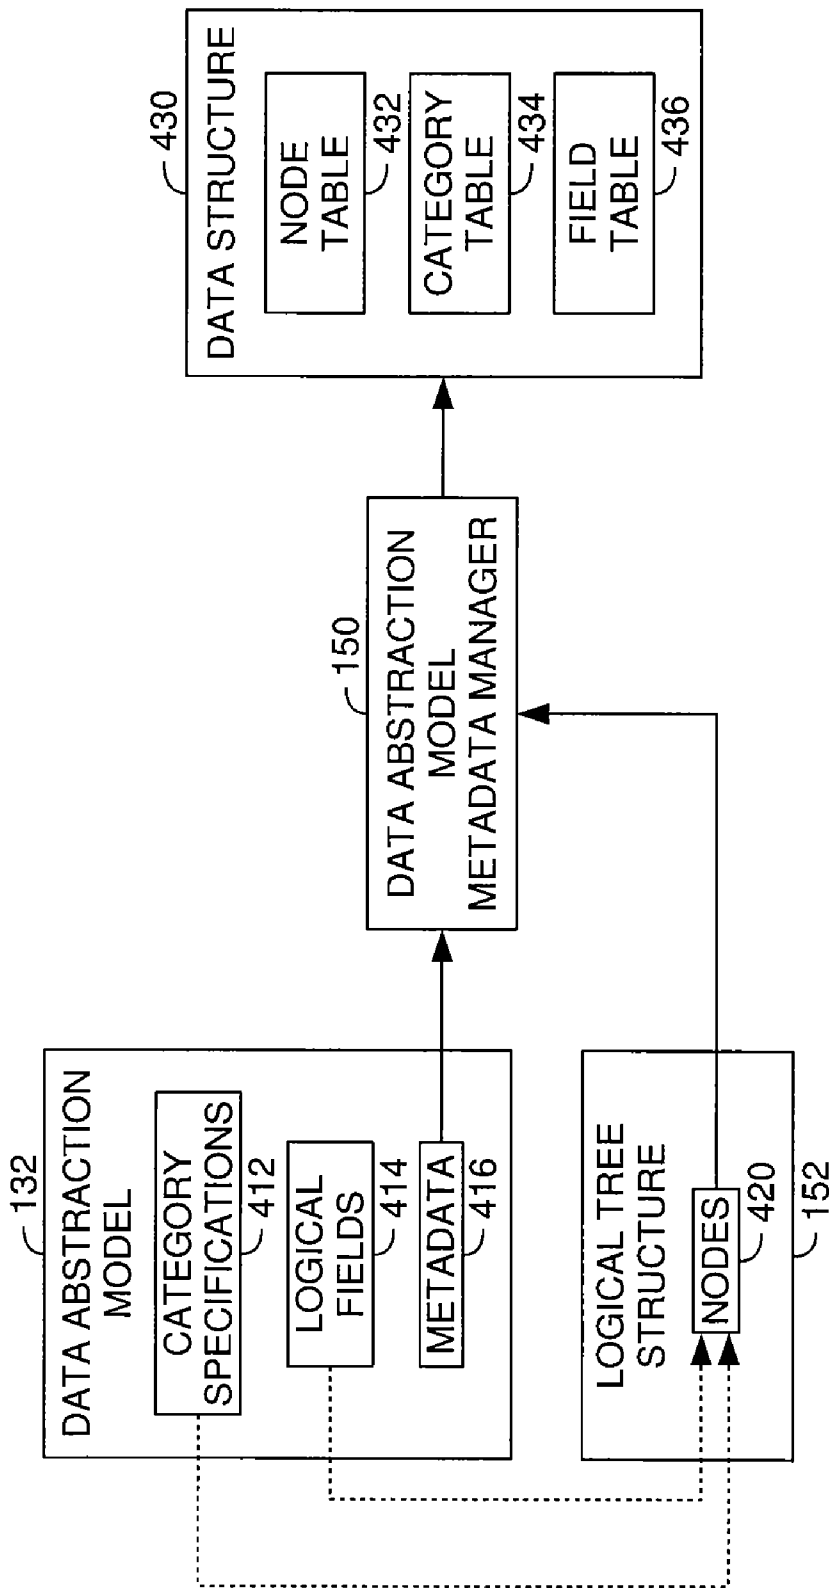 132
DATA ABSTRACTION
MODEL
CATEGORY
SPECIFICATIONS
412
LOGICAL
FIELDS
414
METADATA
416
LOGICAL TREE
STRUCTURE
NODES
420
152
150
DATA ABSTRACTION
MODEL
METADATA MANAGER
430
DATA STRUCTURE
NODE
TABLE
432
CATEGORY
TABLE
434
FIELD
TABLE
436